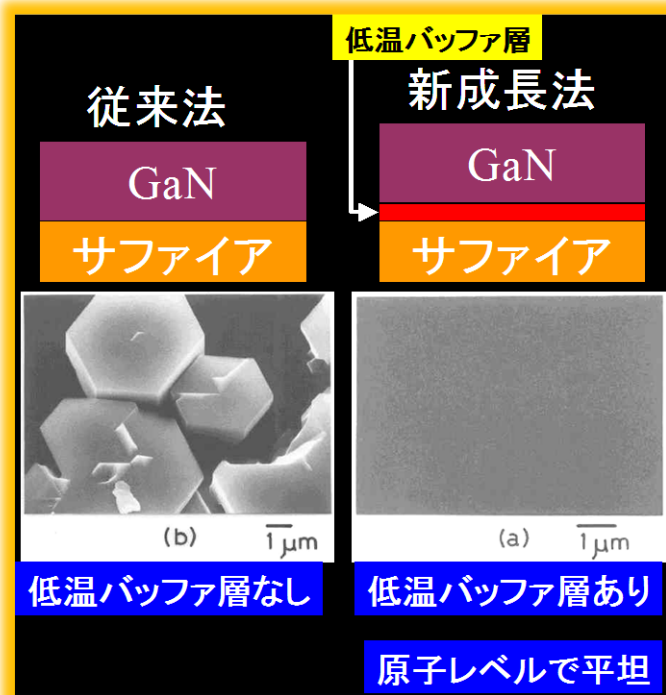 低温バッファ層
従来法
新成長法
GaN
GaN
サファイア
サファイア
(b)
1μm
(a)
1μm
低温バッファ層なし
低温バッファ層あり
原子レベルで平坦